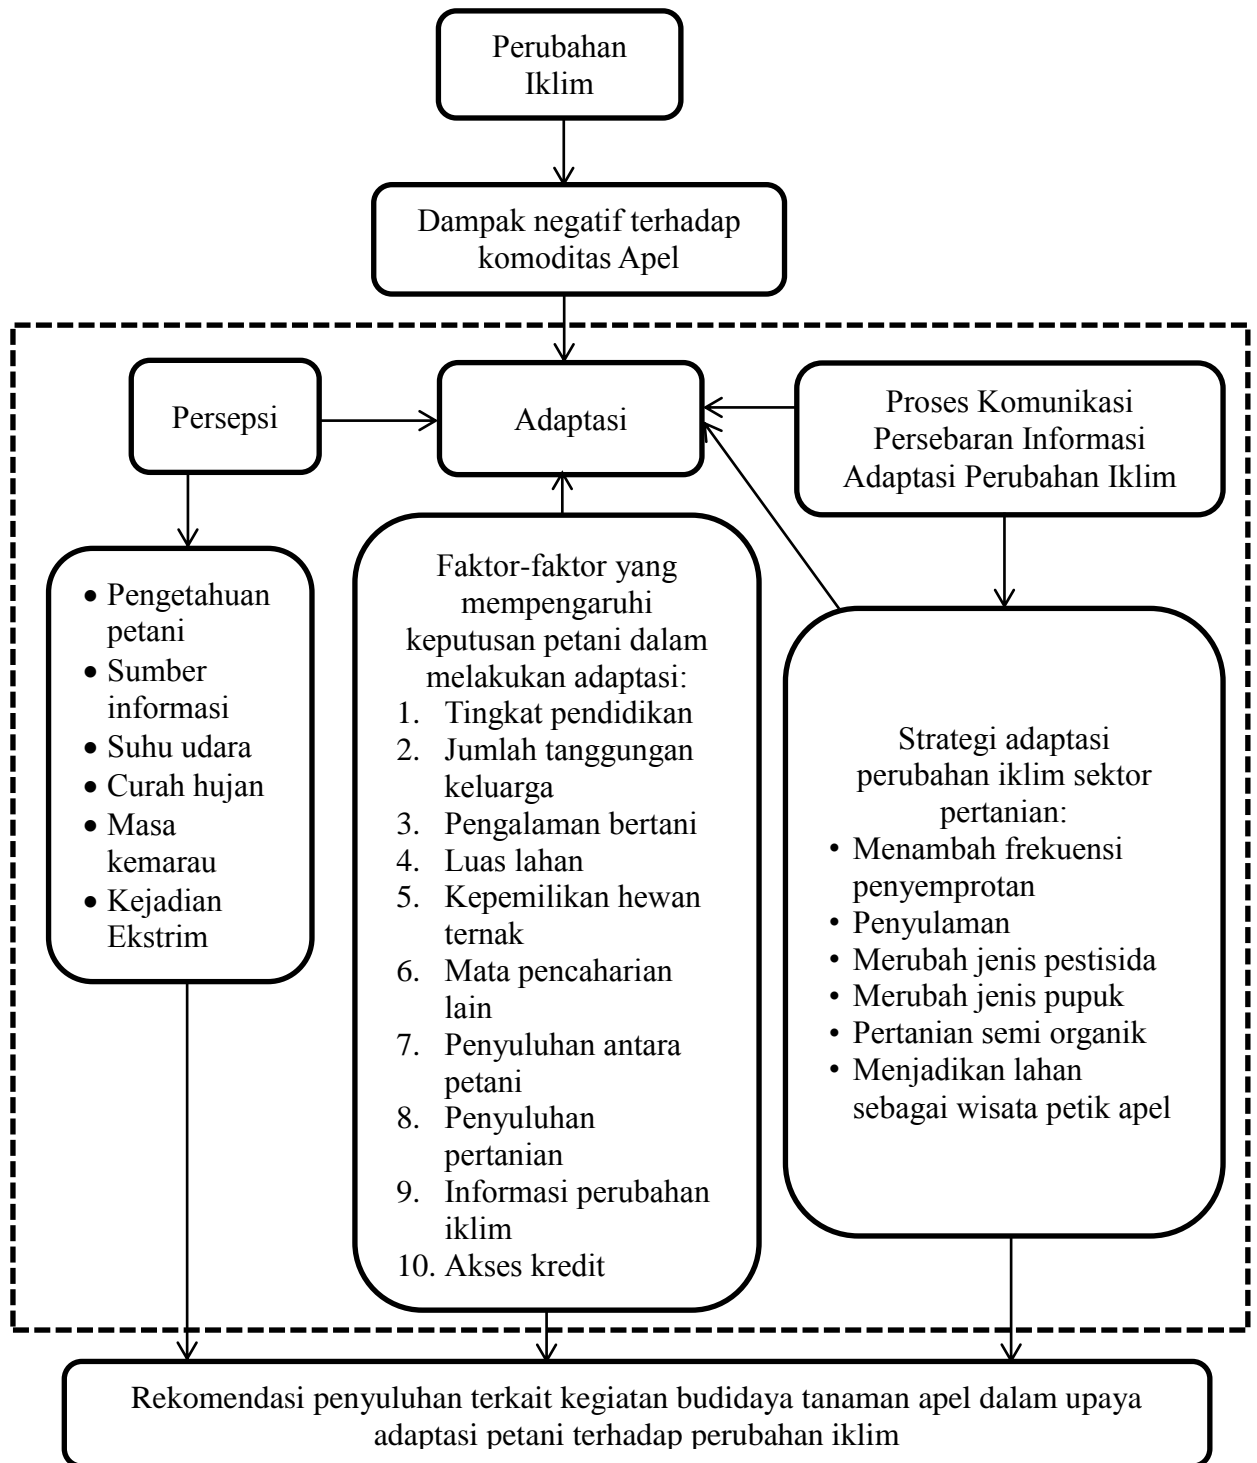 Perubahan
Iklim
Dampak negatif terhadap
komoditas Apel
Persepsi
Adaptasi
Proses Komunikasi
Persebaran Informasi
Adaptasi Perubahan Iklim
• Pengetahuan
petani
• Sumber
informasi
• Suhu udara
• Curah hujan
• Masa
kemarau
• Kejadian
Ekstrim
Faktor-faktor yang
mempengaruhi
keputusan petani dalam
melakukan adaptasi:
1. Tingkat pendidikan
2. Jumlah tanggungan
keluarga
3. Pengalaman bertani
4. Luas lahan
5. Kepemilikan hewan
ternak
6. Mata pencaharian
lain
7. Penyuluhan antara
petani
8. Penyuluhan
pertanian
9. Informasi perubahan
iklim
10. Akses kredit
Strategi adaptasi
perubahan iklim sektor
pertanian:
• Menambah frekuensi
penyemprotan
• Penyulaman
• Merubah jenis pestisida
• Merubah jenis pupuk
• Pertanian semi organik
• Menjadikan lahan
sebagai wisata petik apel
Rekomendasi penyuluhan terkait kegiatan budidaya tanaman apel dalam upaya
adaptasi petani terhadap perubahan iklim